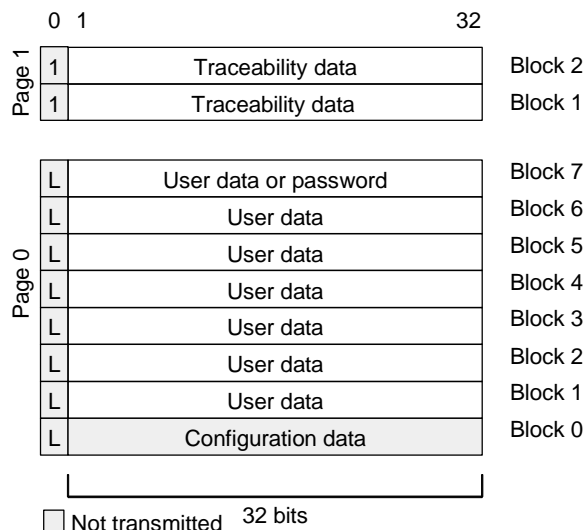 0 1 32
Page 1
1 Traceability data Block 2
1 Traceability data Block 1
Page 0
L User data or password Block 7
L User data Block 6
L User data Block 5
L User data Block 4
L User data Block 3
L User data Block 2
L User data Block 1
L Configuration data Block 0
32 bits
Not transmitted